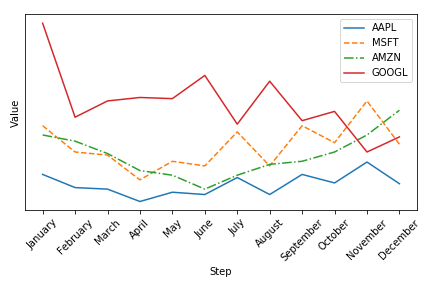 AAPL
MSFT
AMZN
GOOGL
Value
January
February
March
April
May
June
July
August
September
October
November
December
Step